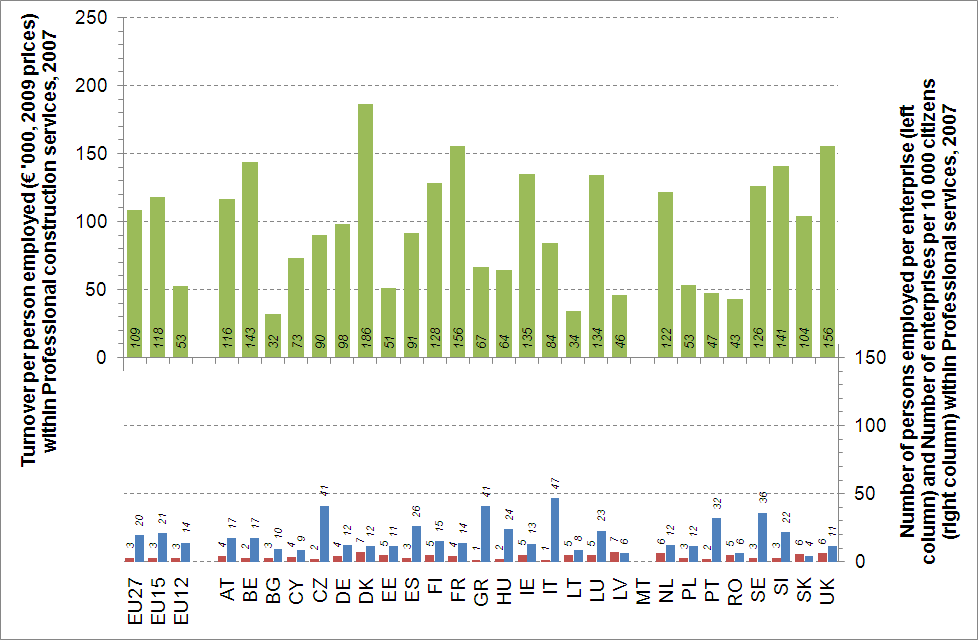 Turnover per person employed (€ '000, 2009 prices)
within Professional construction services, 2007
250
200
150
100
50
0
109
118
53
116
143
32
73
90
98
186
51
91
128
156
67
64
135
84
34
134
46
122
53
47
43
126
141
104
156
150
100
50
0
3 20
3 21
3 14
4 17
2 17
3 10
4 9
2 41
4 12
7 12
5 11
3 26
5 15
4 14
1 41
2 24
5 13
1 47
5 8
5 23
7 6
6 12
3 12
2 32
5 6
3 36
3 22
6 4
6 11
EU27
EU15
EU12
AT
BE
BG
CY
CZ
DE
DK
EE
ES
FI
FR
GR
HU
IE
IT
LT
LU
LV
MT
NL
PL
PT
RO
SE
SI
SK
UK
Number of persons employed per enterprise (left
column) and Number of enterprises per 10 000 citizens
(right column) within Professional services, 2007